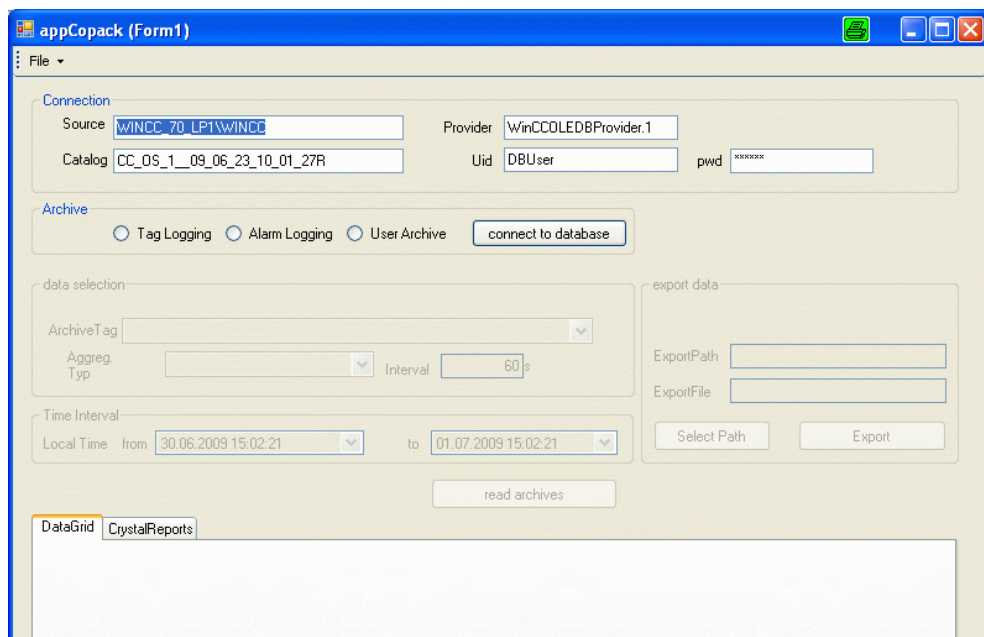 appCopack (Form1)
File
Connection
Source WINCC_70_LP1\WINCC Provider WinCCOLEDBProvider.1
Catalog CC_OS_1__09_06_23_10_01_27R Uid DBUser pwd ******
Archive
Tag Logging Alarm Logging User Archive connect to database
data selection export data
ArchiveTag
Aggreg. Typ Interval 60 s ExportPath
ExportFile
Time Interval
Local Time from 30.06.2009 15:02:21 to 01.07.2009 15:02:21 Select Path Export
read archives
DataGrid CrystalReports